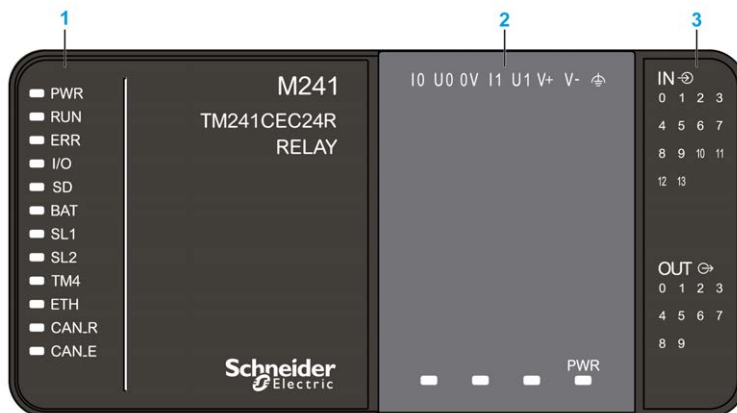 1
2
3
PWR
RUN
ERR
I/O
SD
BAT
SL1
SL2
TM4
ETH
CAN_R
CAN_E
M241
TM241CEC24R
RELAY
Schneider
Electric
I0 U0 0V I1 U1 V+ V-
PWR
IN
0 1 2 3
4 5 6 7
8 9 10 11
12 13
OUT
0 1 2 3
4 5 6 7
8 9